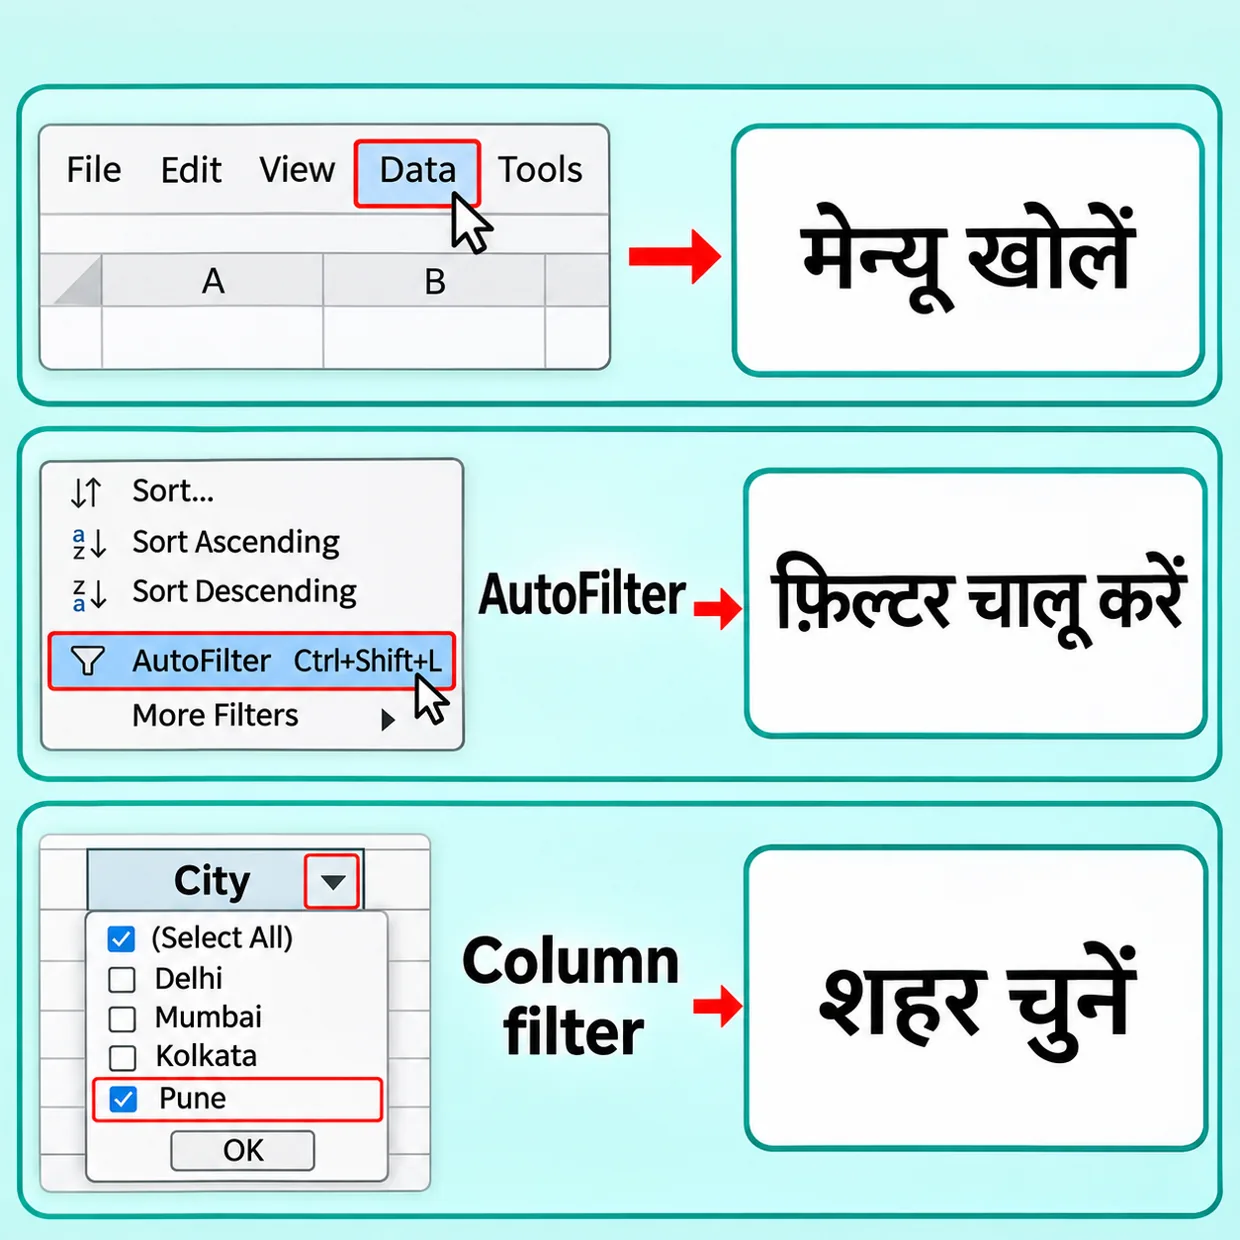 File Edit View Data Tools
A B
मेन्यू खोलें
Sort...
Sort Ascending
Sort Descending
AutoFilter Ctrl+Shift+L
More Filters
AutoFilter
फ़िल्टर चालू करें
City
(Select All)
Delhi
Mumbai
Kolkata
Pune
OK
Column
filter
शहर चुनें